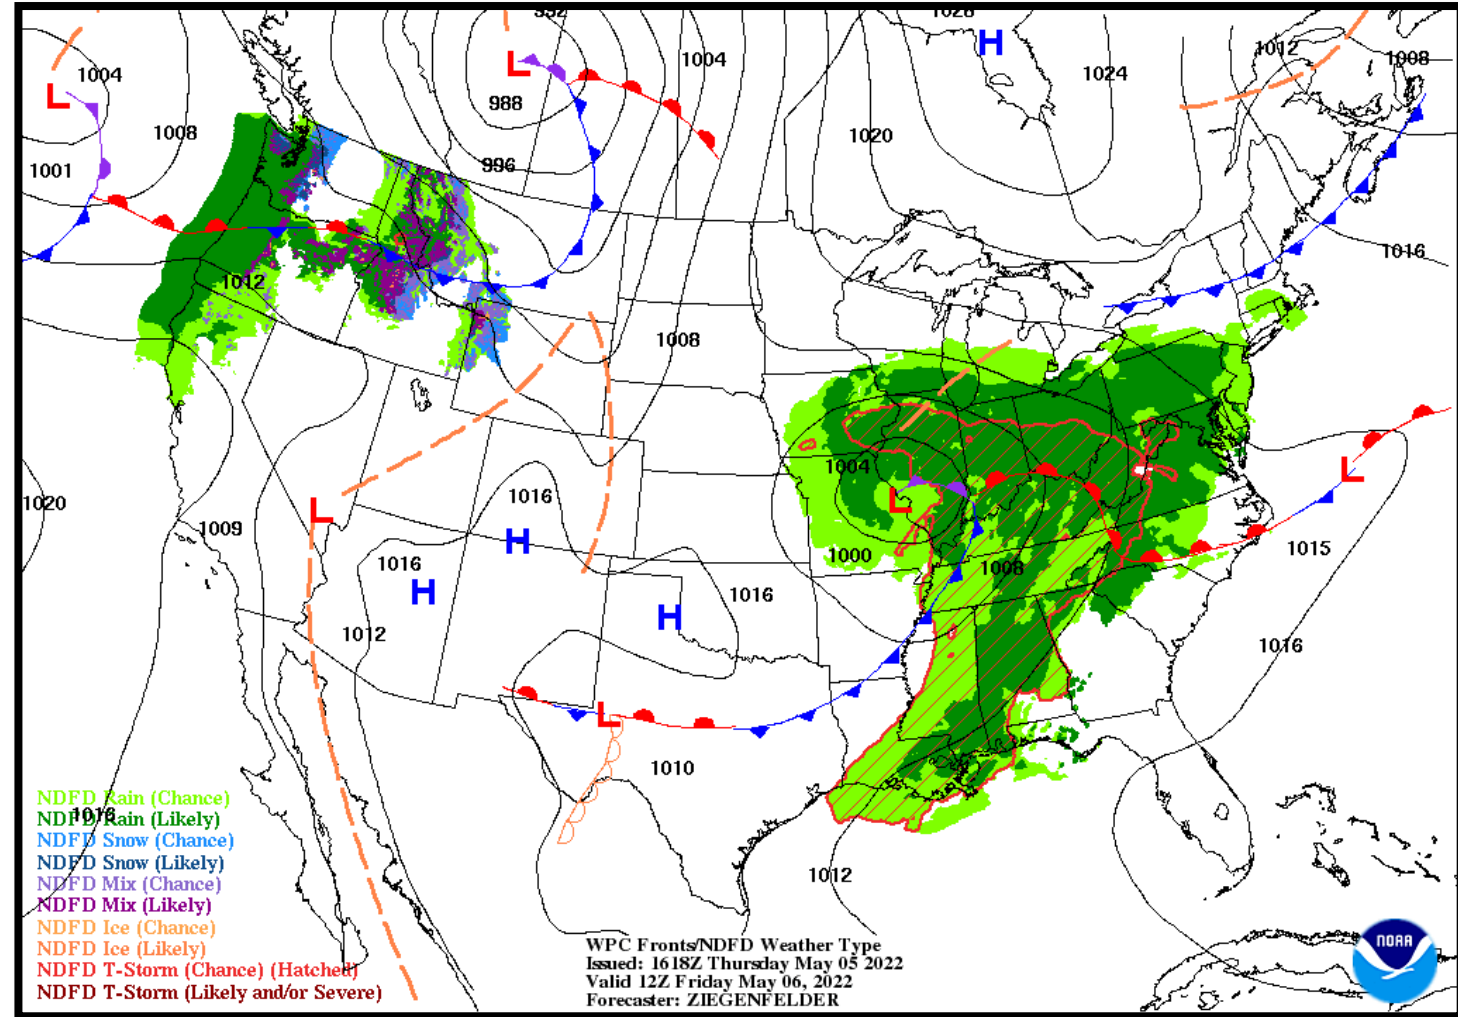 992
1028
H
1012
1008
L
1004
L
1004
1024
988
1008
1020
996
1001
1016
1012
1008
1004
L
L
1016
L
1020
L
1009
H
1015
1016
1000
1008
H
1016
H
1012
1016
L
1010
NDFD Rain (Chance)
1016
NDFD Rain (Likely)
NDFD Snow (Chance)
NDFD Snow (Likely)
1012
NDFD Mix (Chance)
NDFD Mix (Likely)
NDFD Ice (Chance)
NDFD Ice (Likely)
NDFD T-Storm (Chance) (Hatched)
NDFD T-Storm (Likely and/or Severe)
WPC Fronts/NDFD Weather Type
Issued: 1618Z Thursday May 05 2022
Valid 12Z Friday May 06, 2022
Forecaster: ZIEGENFELDER
NOAA